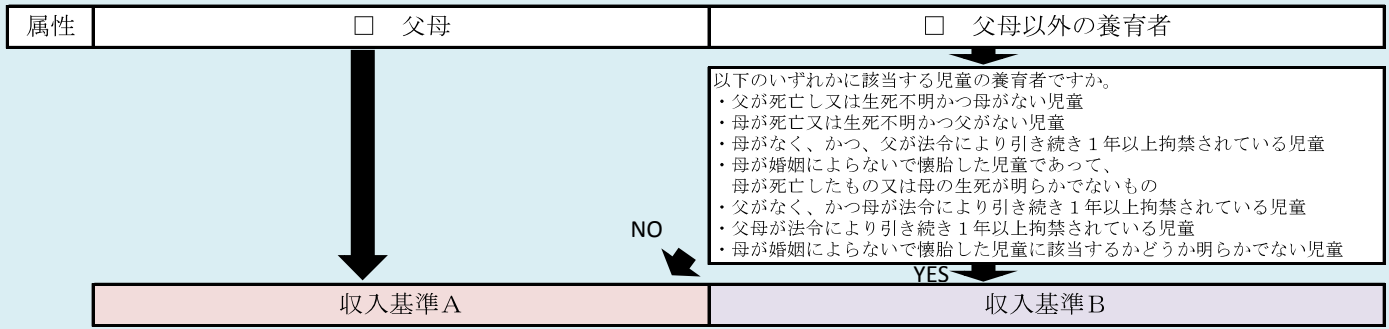 属性
□ 父母
□ 父母以外の養育者
以下のいずれかに該当する児童の養育者ですか。
・父が死亡し又は生死不明かつ母がない児童
・母が死亡又は生死不明かつ父がない児童
・母がなく、かつ、父が法令により引き続き１年以上拘禁されている児童
・母が婚姻によらないで懐胎した児童であって、
母が死亡したもの又は母の生死が明らかでないもの
・父がなく、かつ母が法令により引き続き１年以上拘禁されている児童
・父母が法令により引き続き１年以上拘禁されている児童
・母が婚姻によらないで懐胎した児童に該当するかどうか明らかでない児童
NO
YES
収入基準Ａ
収入基準Ｂ